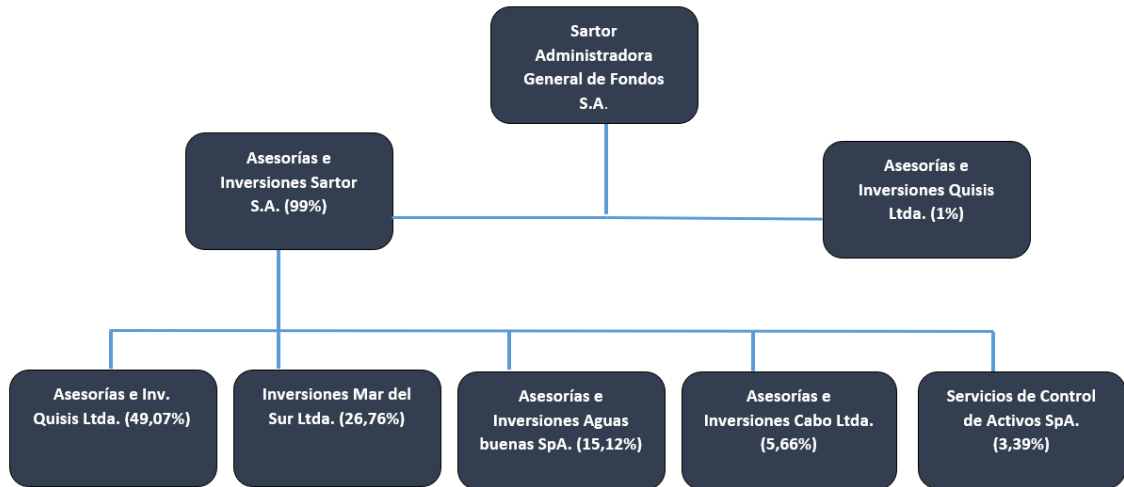 Sartor
Administradora
General de Fondos
S.A.
Asesorías e
Inversiones Sartor
S.A. (99%)
Asesorías e
Inversiones Quisis
Ltda. (1%)
Asesorías e Inv.
Quisis Ltda. (49,07%)
Inversiones Mar del
Sur Ltda. (26,76%)
Asesorías e
Inversiones Aguas
buenas SpA. (15,12%)
Asesorías e
Inversiones Cabo Ltda.
(5,66%)
Servicios de Control
de Activos SpA.
(3,39%)